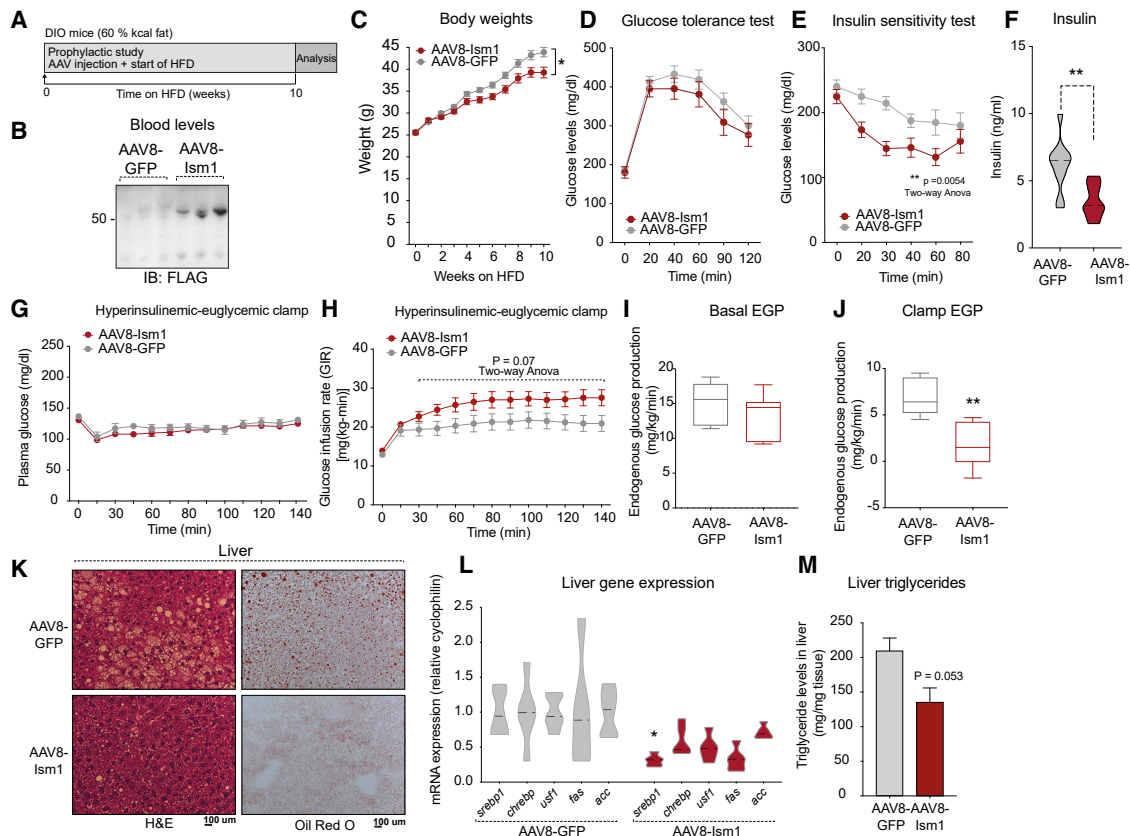 A
DIO mice (60 % kcal fat)
Prophylactic study
AAV injection + start of HFD
Analysis
0
Time on HFD (weeks)
10
B
Blood levels
AAV8-
GFP
AAV8-
Ism1
50
IB: FLAG
C
Body weights
AAV8-Ism1
AAV8-GFP
*
Weight (g)
45
40
35
30
25
20
15
10
5
0
0 2 4 6 8 10
Weeks on HFD
D
Glucose tolerance test
Glucose levels (mg/dl)
500
400
300
200
100
0
AAV8-Ism1
AAV8-GFP
0 20 40 60 90 120
Time (min)
E
Insulin sensitivity test
Glucose levels (mg/dl)
300
250
200
150
100
50
0
** p =0.0054
Two-way Anova
AAV8-Ism1
AAV8-GFP
0 20 30 40 60 80
Time (min)
F
Insulin
**
Insulin (ng/ml)
15
10
5
0
AAV8-
GFP
AAV8-
Ism1
G
Hyperinsulinemic-euglycemic clamp
AAV8-Ism1
AAV8-GFP
Plasma glucose (mg/dl)
250
200
150
100
50
0
0 30 60 80 100 120 140
Time (min)
H
Hyperinsulinemic-euglycemic clamp
AAV8-Ism1
AAV8-GFP
P = 0.07
Two-way Anova
Glucose infusion rate (GIR)
[mg(kg-min)]
40
30
20
10
0
0 30 60 80 100 120 140
Time (min)
I
Basal EGP
Endogenous glucose production
(mg/kg/min)
20
15
10
5
0
AAV8-
GFP
AAV8-
Ism1
J
Clamp EGP
Endogenous glucose production
(mg/kg/min)
10
5
0
-5
**
AAV8-
GFP
AAV8-
Ism1
K
Liver
AAV8-
GFP
AAV8-
Ism1
H&E
100 um
Oil Red O
100 um
L
Liver gene expression
mRNA expression (relative cyclophilin)
2.5
2.0
1.5
1.0
0.5
0.0
*
srebp1 chrebp usf1 fas acc srebp1 chrebp usf1 fas acc
AAV8-GFP
AAV8-Ism1
M
Liver triglycerides
Triglyceride levels in liver
(mg/mg tissue)
250
200
150
100
50
0
P = 0.053
AAV8-
GFP
AAV8-
Ism1